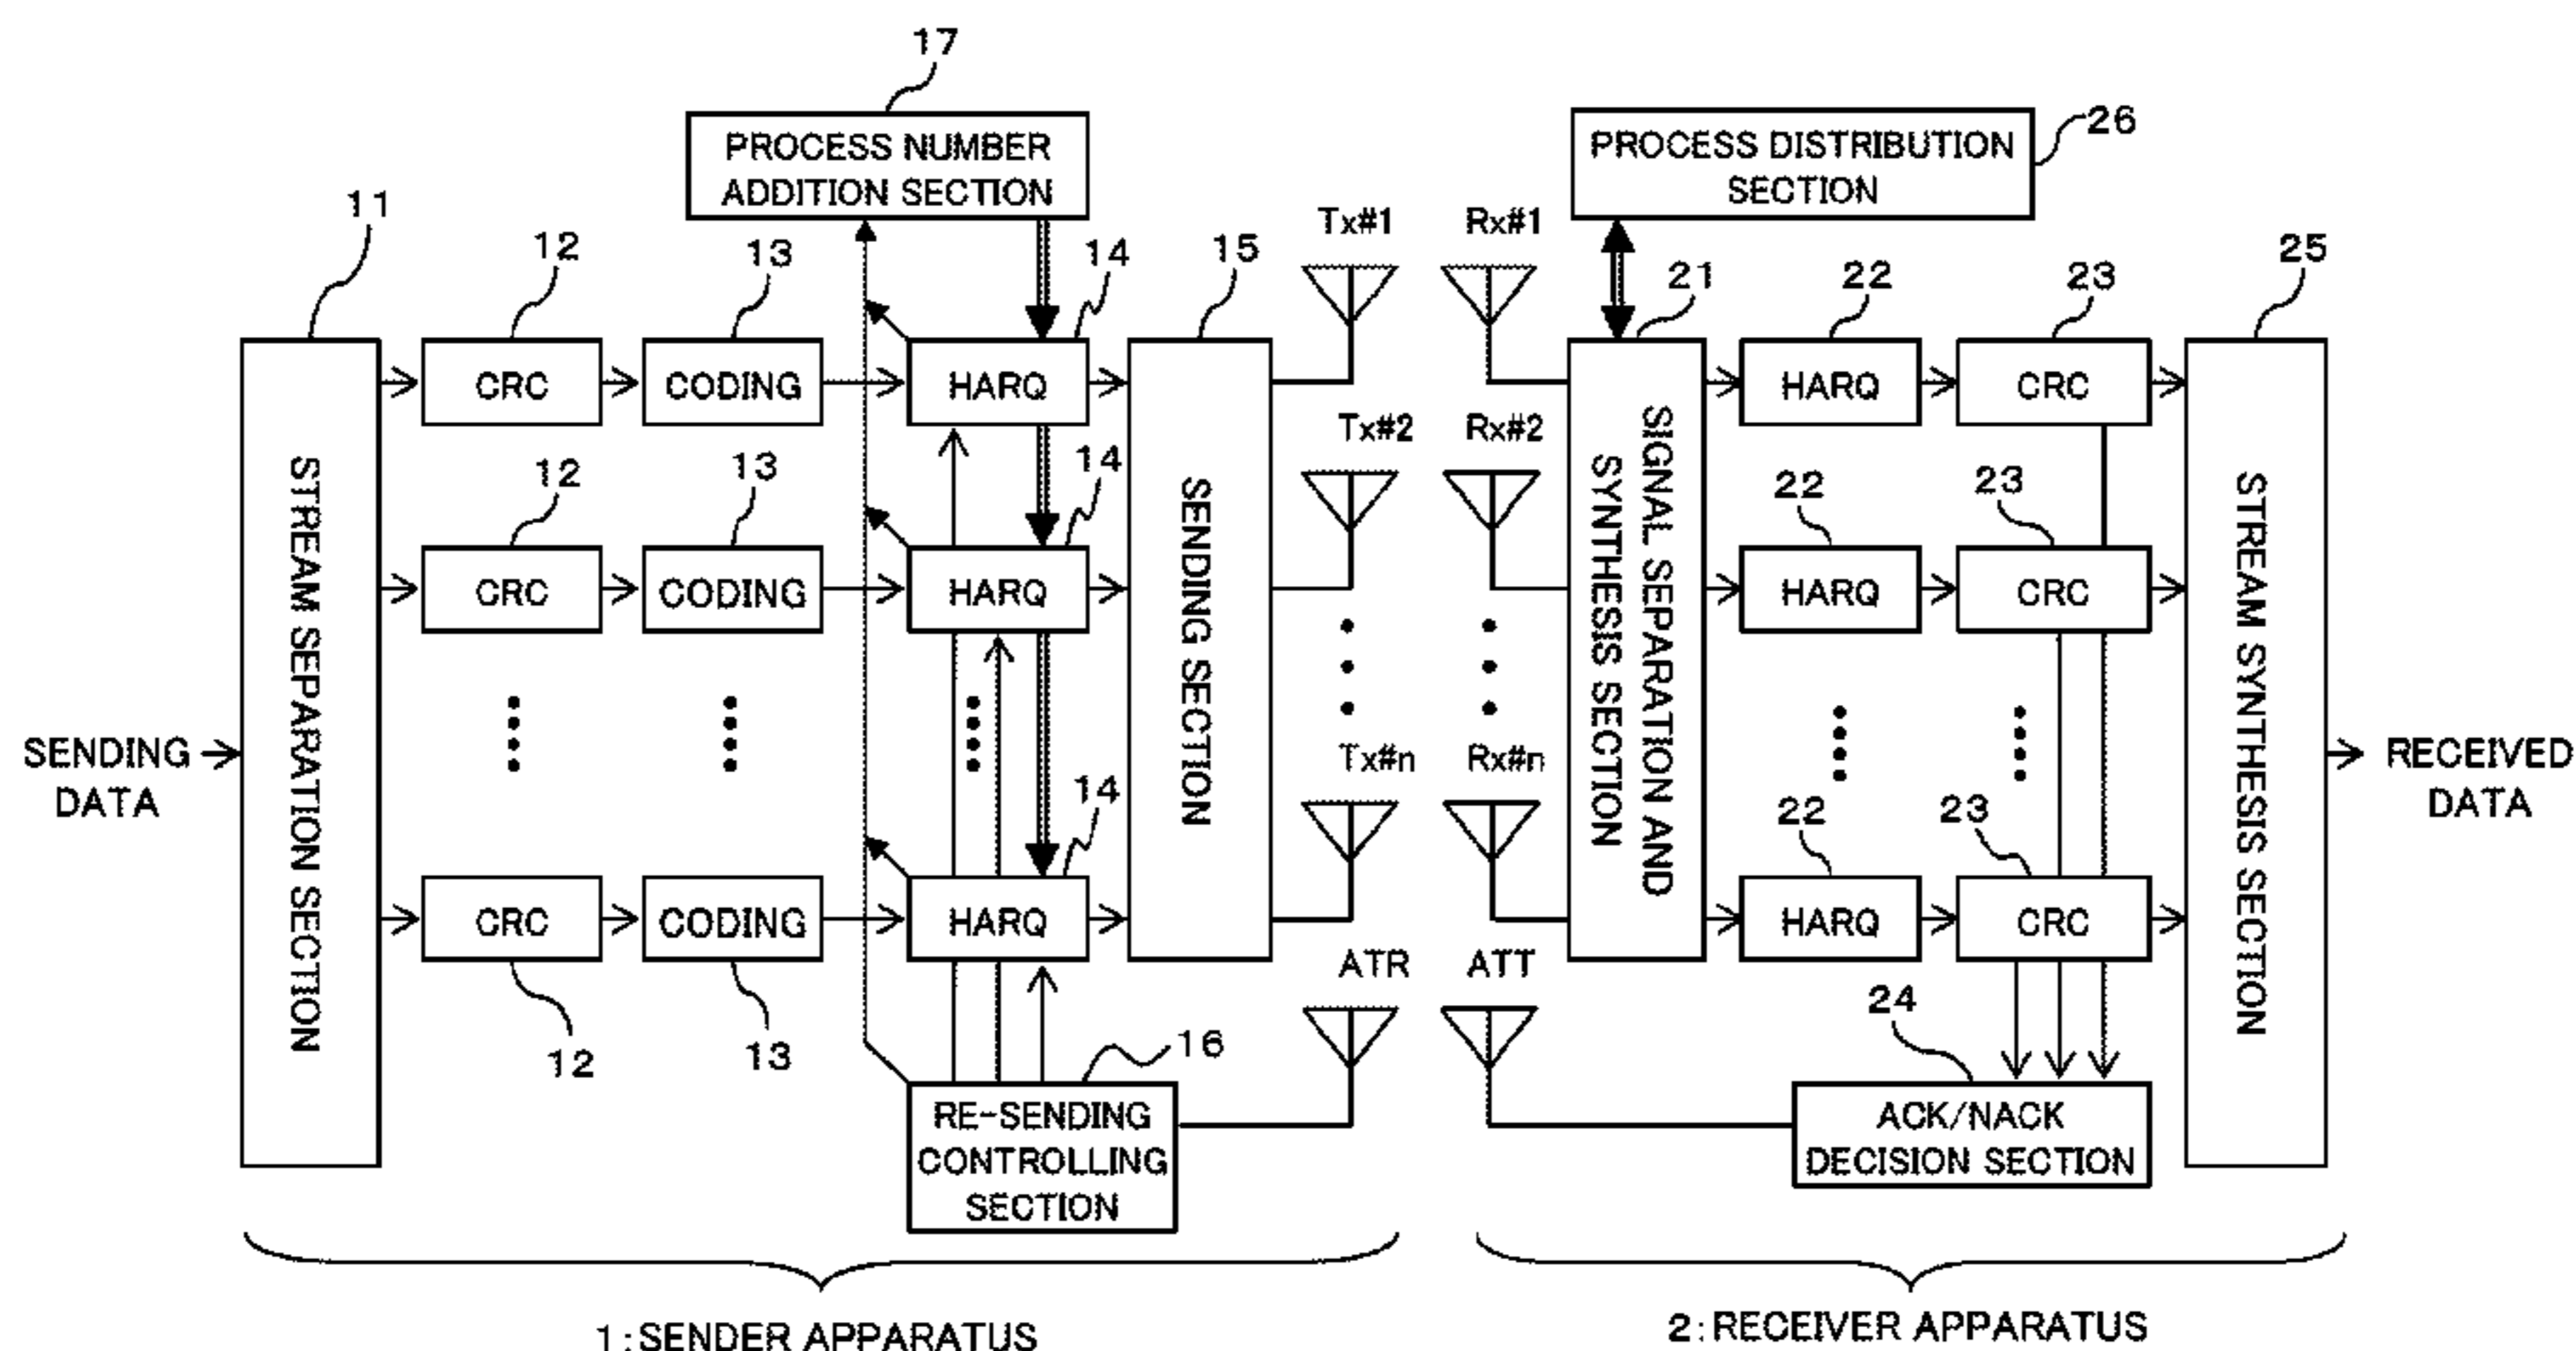 17
PROCESS NUMBER
ADDITION SECTION
PROCESS DISTRIBUTION
SECTION
26
11
12
13
14
15
Tx#1
Rx#1
21
22
23
25
CRC
CODING
HARQ
HARQ
CRC
12
13
14
Tx#2
Rx#2
22
23
CRC
CODING
HARQ
HARQ
CRC
STREAM SEPARATION SECTION
SENDING SECTION
SIGNAL SEPARATION AND
SYNTHESIS SECTION
STREAM SYNTHESIS SECTION
SENDING
DATA
RECEIVED
DATA
14
Tx#n
Rx#n
22
23
CRC
CODING
HARQ
HARQ
CRC
12
13
ATR
ATT
16
24
RE-SENDING
CONTROLLING
SECTION
ACK/NACK
DECISION SECTION
1:SENDER APPARATUS
2:RECEIVER APPARATUS